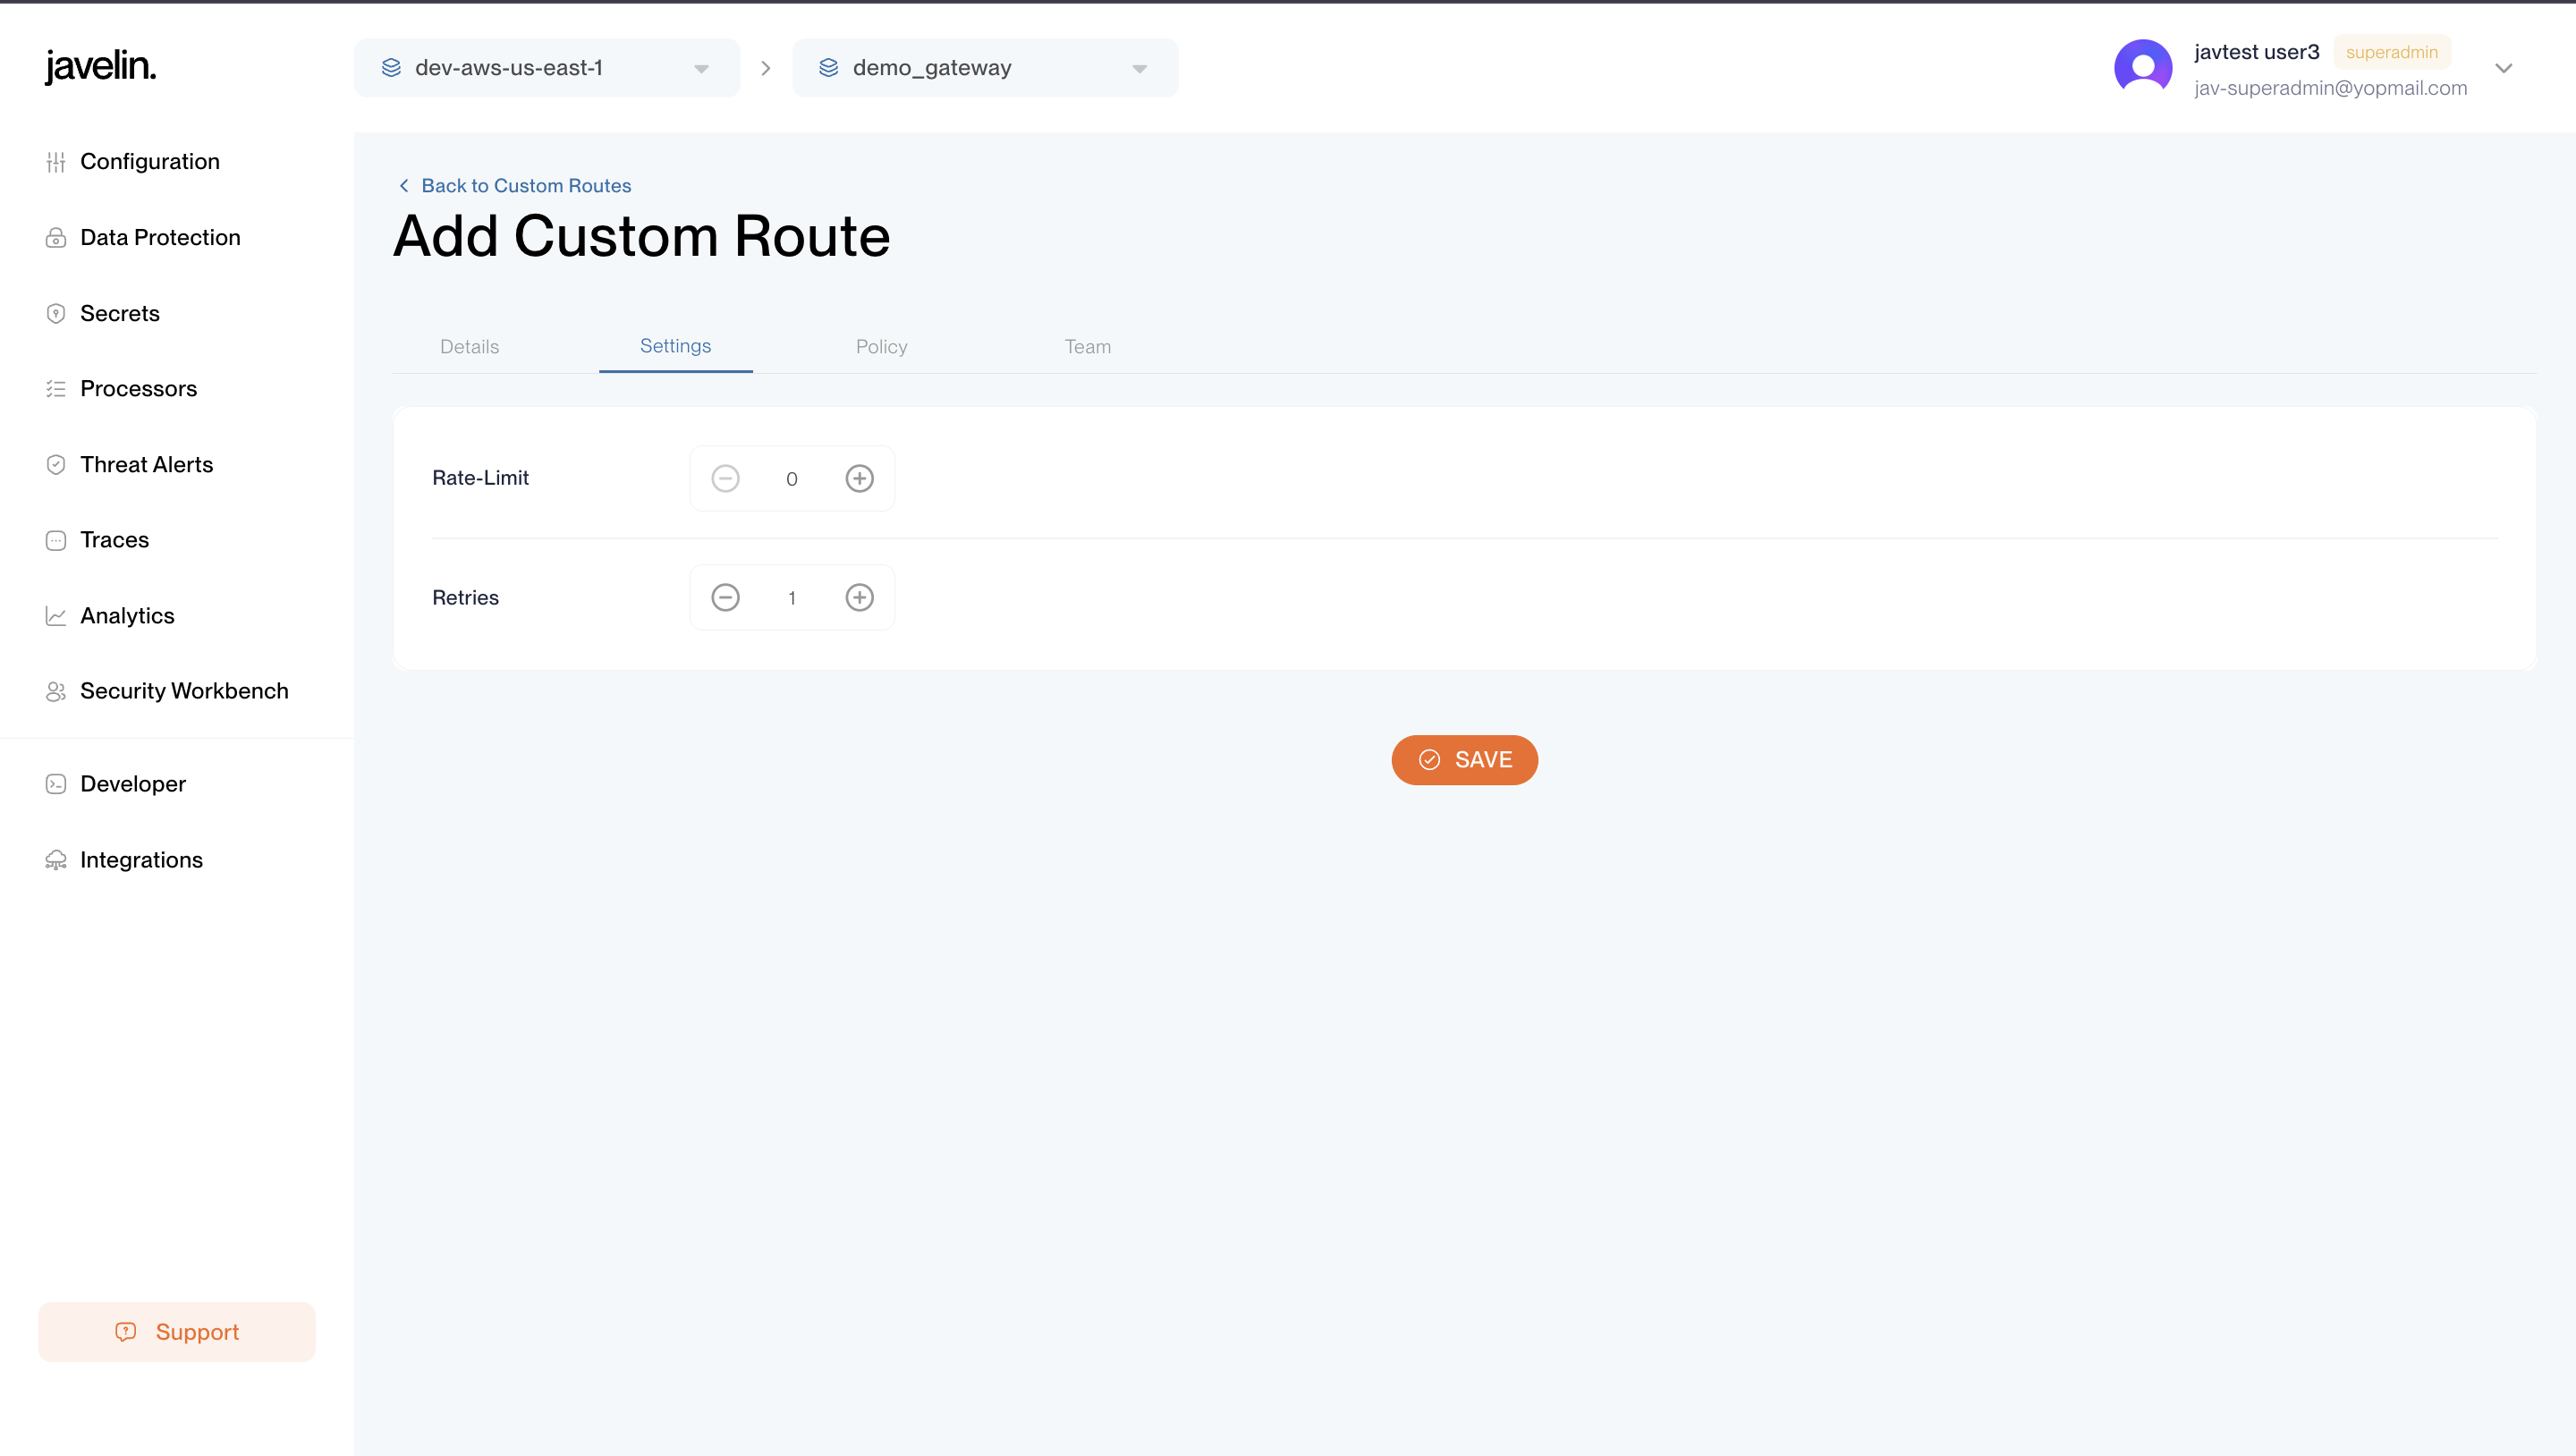 javelin.
dev-aws-us-east-1
demo_gateway
javtest user3
superadmin
jav-superadmin@yopmail.com
Configuration
Data Protection
Secrets
Processors
Threat Alerts
Traces
Analytics
Security Workbench
Developer
Integrations
Support
Back to Custom Routes
Add Custom Route
Details
Settings
Policy
Team
Rate-Limit
0
Retries
1
SAVE